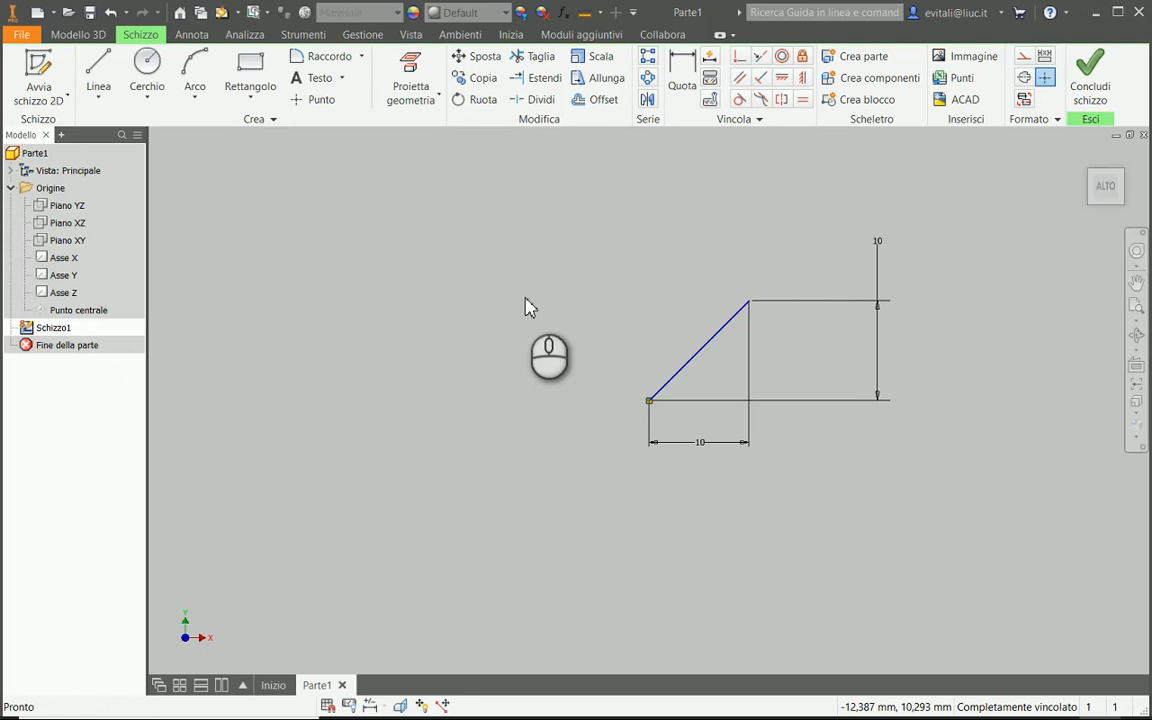 PRO
Materiale
Default
Parte1
Ricerca Guida in linea e comand
evitali@liuc.it
File
Modello 3D
Schizzo
Annota
Analizza
Strumenti
Gestione
Vista
Ambienti
Inizia
Moduli aggiuntivi
Collabora
Avvia
schizzo 2D
Linea
Cerchio
Arco
Rettangolo
Raccordo
Testo
Punto
Proietta
geometria
Sposta
Copia
Ruota
Taglia
Estendi
Dividi
Scala
Allunga
Offset
Quota
Crea parte
Crea componenti
Crea blocco
Immagine
Punti
ACAD
Concludi
schizzo
Schizzo
Crea
Modifica
Serie
Vincola
Scheletro
Inserisci
Formato
Esci
Modello
Parte1
Vista: Principale
Origine
Piano YZ
Piano XZ
Piano XY
Asse X
Asse Y
Asse Z
Punto centrale
Schizzo1
Fine della parte
ALTO
10
10
Y
X
Inizio
Parte1
Pronto
-12,387 mm, 10,293 mm
Completamente vincolato
1
1